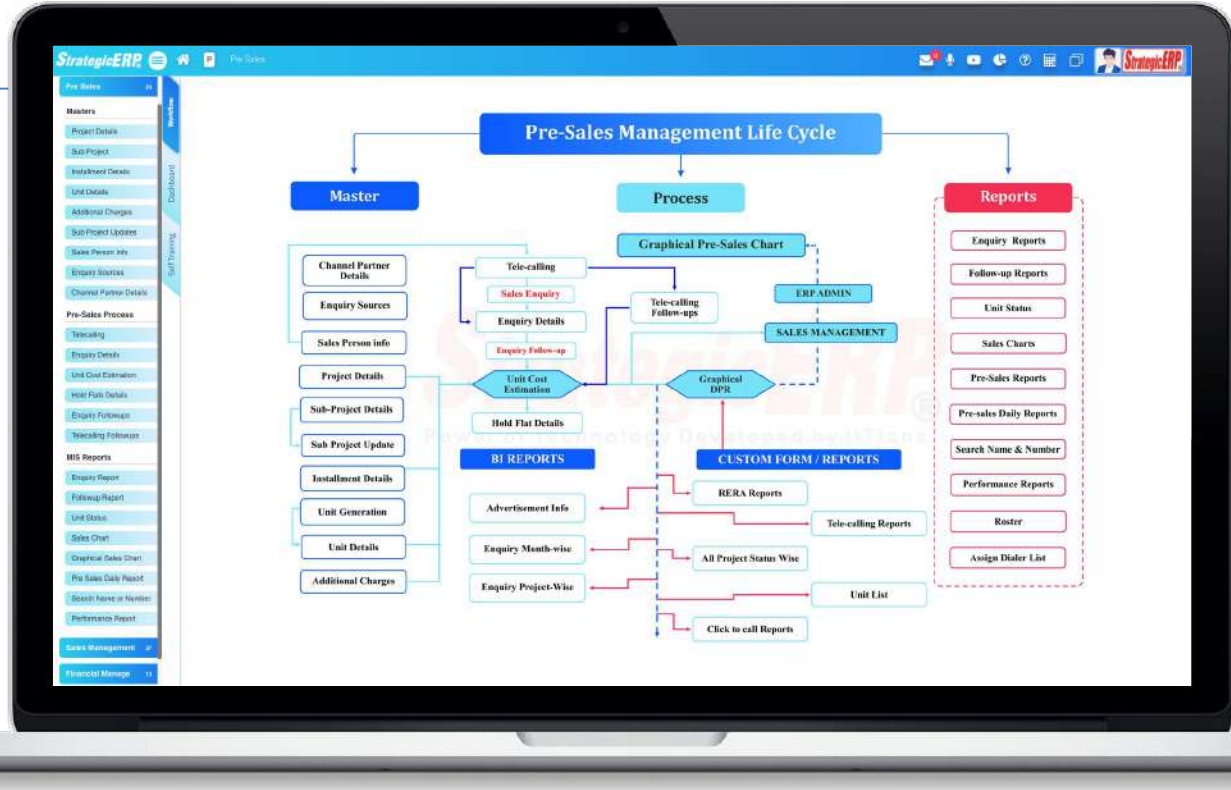 StrategicERP
P
Pre Sales
StrategicERP
Pre Sales
Masters
Project Details
Sub Project
Installment Details
Unit Details
Additional Charges
Sub Project Updates
Sales Person Info
Enquiry Sources
Channel Partner Details
Pre-Sales Process
Telecalling
Enquiry Details
Unit Cost Estimation
Hold Flats Details
Enquiry Followups
Telecalling Followups
MIS Reports
Enquiry Report
Followup Report
Unit Status
Sales Chart
Graphical Sales Chart
Pre Sales Daily Report
Search Name or Number
Performance Report
Sales Management
Financial Manage
Workflow
Dashboard
Self Training
Pre-Sales Management Life Cycle
Master
Channel Partner
Details
Enquiry Sources
Sales Person info
Project Details
Sub-Project Details
Sub Project Update
Installment Details
Unit Generation
Unit Details
Additional Charges
Process
Graphical Pre-Sales Chart
Tele-calling
Sales Enquiry
Enquiry Details
Enquiry Follow-up
Tele-calling
Follow-ups
ERP ADMIN
SALES MANAGEMENT
Unit Cost
Estimation
Graphical
DPR
Hold Flat Details
StrategicERP®
Power of Technology Developed by IITians
BI REPORTS
Advertisement Info
Enquiry Month-wise
Enquiry Project-Wise
CUSTOM FORM / REPORTS
RERA Reports
Tele-calling Reports
All Project Status Wise
Unit List
Click to call Reports
Reports
Enquiry Reports
Follow-up Reports
Unit Status
Sales Charts
Pre-Sales Reports
Pre-sales Daily Reports
Search Name & Number
Performance Reports
Roster
Assign Dialer List